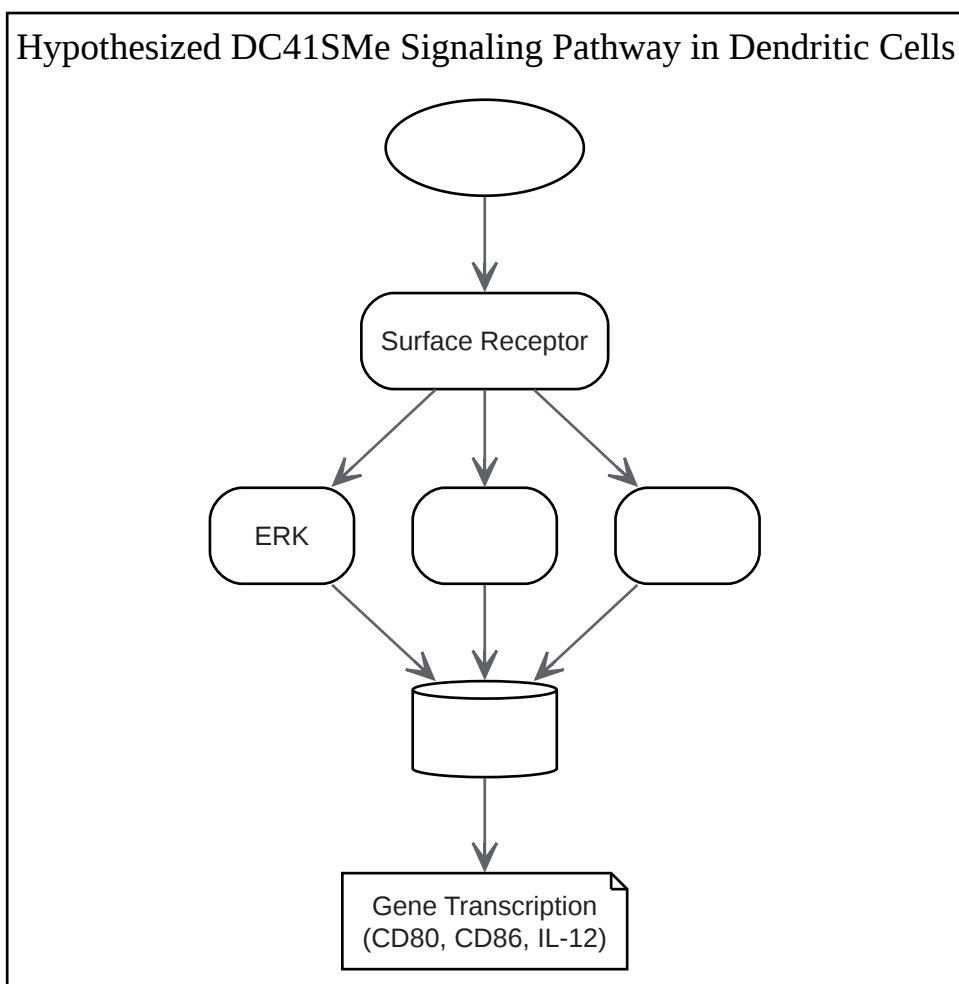 Hypothesized DC41SMe Signaling Pathway in Dendritic Cells
Surface Receptor
ERK
Gene Transcription
(CD80, CD86, IL-12)